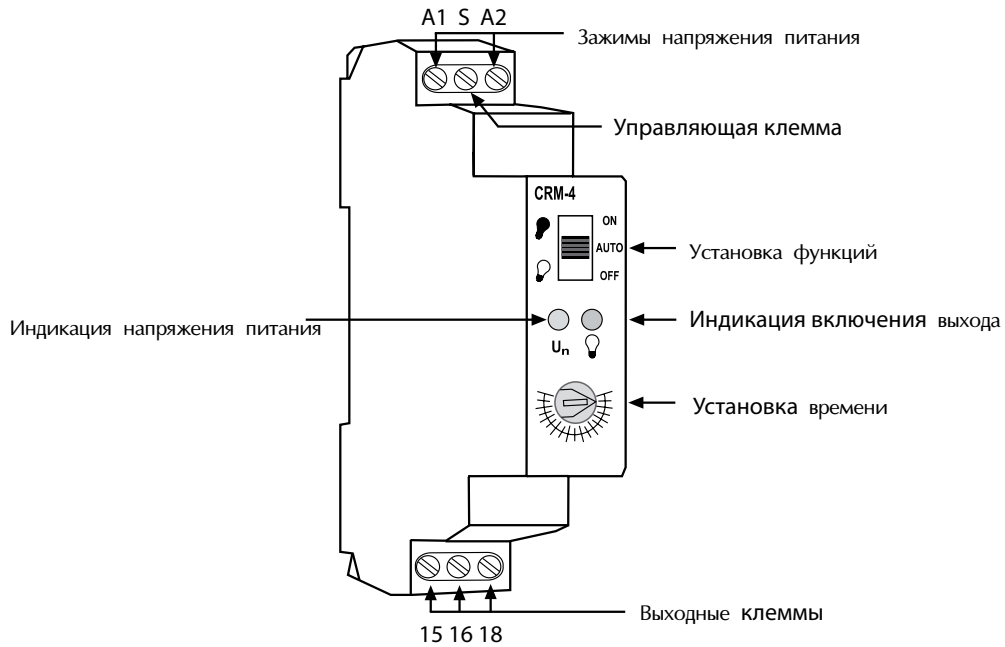 A1 S A2
Зажимы напряжения питания
Управляющая клемма
CRM-4
ON
AUTO
OFF
Установка функций
Индикация напряжения питания
Индикация включения выхода
Un
Установка времени
Выходные клеммы
15 16 18